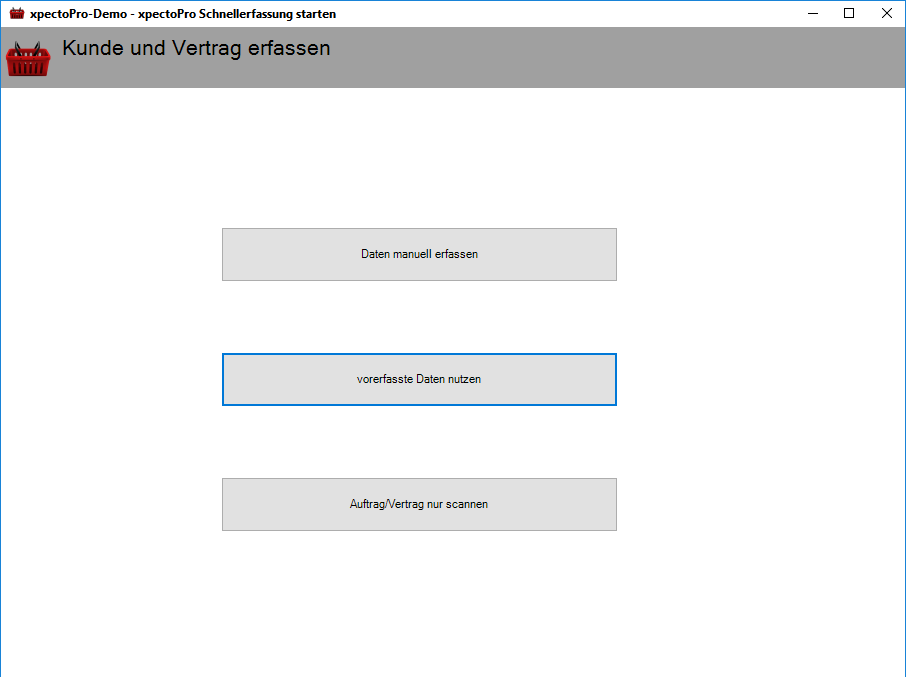 xpectoPro-Demo - xpectoPro Schnellerfassung starten
Kunde und Vertrag erfassen
Daten manuell erfassen
vorerfasste Daten nutzen
Auftrag/Vertrag nur scannen